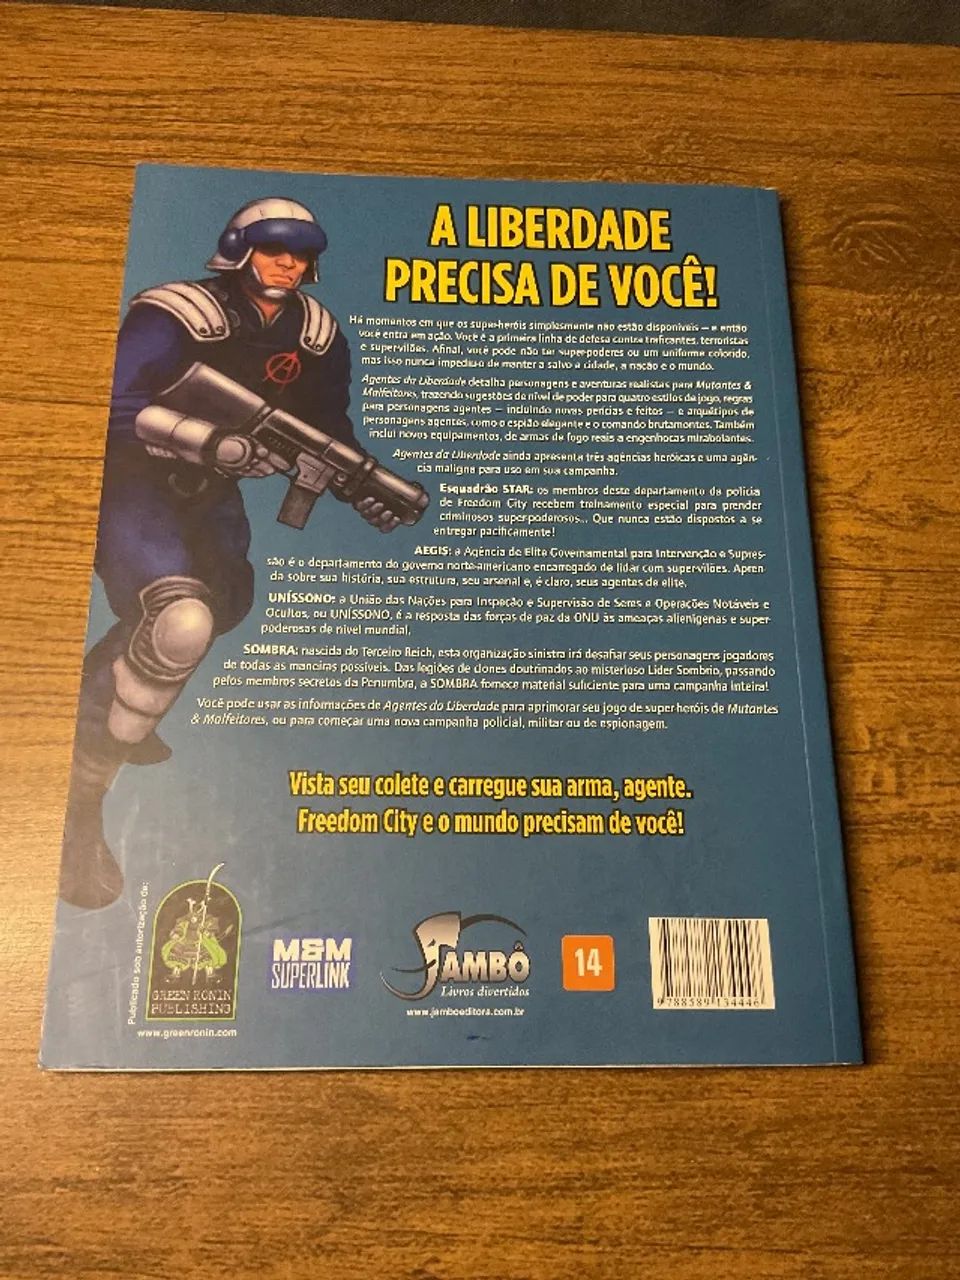 A LIBERDADE
PRECISA DE VOCÊ!
Há momentos em que os super-heróis simplesmente não estão disponíveis — e então
você entra em ação. Você é a primeira linha de defesa contra traficantes, terroristas
e supervilões. Afinal, você pode não ter superpoderes ou um uniforme colorido,
mas isso nunca impediu-o de manter a salvo a cidade, a nação e o mundo.
Agentes da Liberdade detalha personagens e aventuras realistas para Mutantes &
Malfeitores, trazendo sugestões de nível de poder para quatro estilos de jogo, regras
para personagens agentes — incluindo novas perícias e feitos — e arquétipos de
personagens agentes, como o espião elegante e o comando brutamontes. Também
inclui novos equipamentos, de armas de fogo reais a engenhocas mirabolantes.
Agentes da Liberdade ainda apresenta três agências heróicas e uma agên-
cia maligna para uso em sua campanha.
Esquadrão STAR: os membros deste departamento da polícia
de Freedom City recebem treinamento especial para prender
criminosos superpoderosos... Que nunca estão dispostos a se
entregar pacificamente!
AEGIS: a Agência de Elite Governamental para Intervenção e Supres-
são é o departamento do governo norte-americano encarregado de lidar com supervilões. Apren-
da sobre sua história, sua estrutura, seu arsenal e, é claro, seus agentes de elite.
UNÍSSONO: a União das Nações para Inspeção e Supervisão de Seres e Operações Notáveis e
Ocultos, ou UNÍSSONO, é a resposta das forças de paz da ONU às ameaças alienígenas e super-
poderosas de nível mundial.
SOMBRA: nascida do Terceiro Reich, esta organização sinistra irá desafiar seus personagens jogadores
de todas as maneiras possíveis. Das legiões de clones doutrinados ao misterioso Líder Sombrio, passando
pelos membros secretos da Penumbra, a SOMBRA fornece material suficiente para uma campanha inteira!
Você pode usar as informações de Agentes da Liberdade para aprimorar seu jogo de super-heróis de Mutantes
& Malfeitores, ou para começar uma nova campanha policial, militar ou de espionagem.
Vista seu colete e carregue sua arma, agente.
Freedom City e o mundo precisam de você!
Publicado sob autorização de:
GREEN RONIN
PUBLISHING
www.greenronin.com
M&M
SUPERLINK
JAMBÔ
Livros divertidos
www.jamboeditora.com.br
14
9 788589 134446